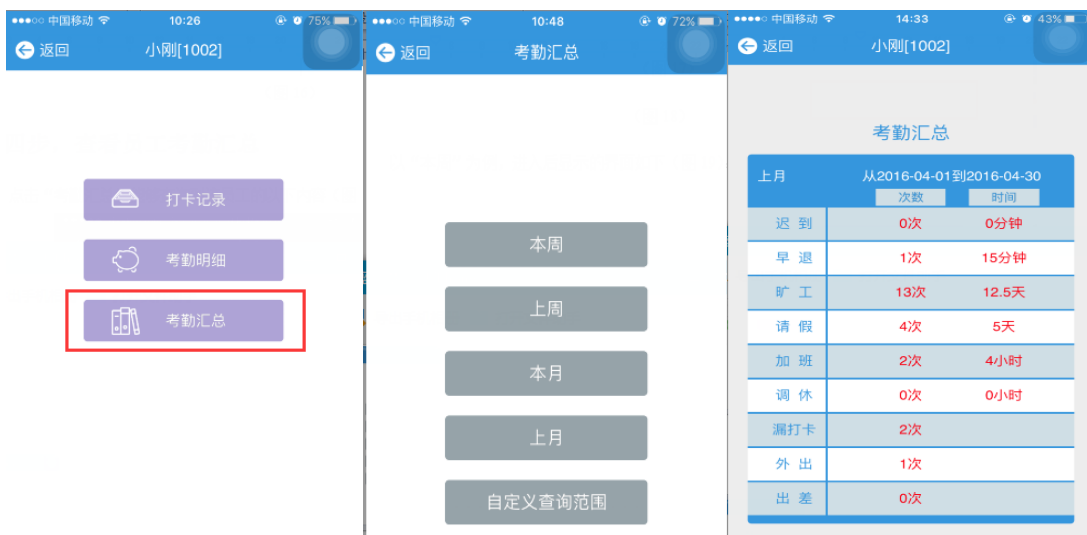 中国移动 10:26 75%
返回 小刚[1002]
打卡记录
考勤明细
考勤汇总
中国移动 10:48 72%
返回 考勤汇总
本周
上周
本月
上月
自定义查询范围
中国移动 14:33 43%
返回 小刚[1002]
考勤汇总
上月 从2016-04-01到2016-04-30
次数 时间
迟 到 0次 0分钟
早 退 1次 15分钟
旷 工 13次 12.5天
请 假 4次 5天
加 班 2次 4小时
调 休 0次 0小时
漏打卡 2次
外 出 1次
出 差 0次